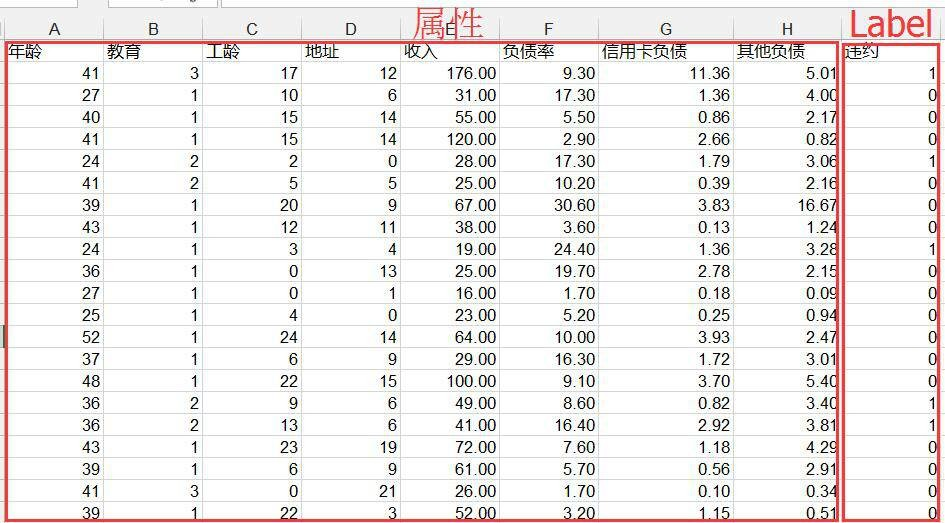 属性 Label
A B C D E F G H
年龄 教育 工龄 地址 收入 负债率 信用卡负债 其他负债 违约
41 3 17 12 176.00 9.30 11.36 5.01 1
27 1 10 6 31.00 17.30 1.36 4.00 0
40 1 15 14 55.00 5.50 0.86 2.17 0
41 1 15 14 120.00 2.90 2.66 0.82 0
24 2 2 0 28.00 17.30 1.79 3.06 1
41 2 5 5 25.00 10.20 0.39 2.16 0
39 1 20 9 67.00 30.60 3.83 16.67 0
43 1 12 11 38.00 3.60 0.13 1.24 0
24 1 3 4 19.00 24.40 1.36 3.28 1
36 1 0 13 25.00 19.70 2.78 2.15 0
27 1 0 1 16.00 1.70 0.18 0.09 0
25 1 4 0 23.00 5.20 0.25 0.94 0
52 1 24 14 64.00 10.00 3.93 2.47 0
37 1 6 9 29.00 16.30 1.72 3.01 0
48 1 22 15 100.00 9.10 3.70 5.40 0
36 2 9 6 49.00 8.60 0.82 3.40 1
36 2 13 6 41.00 16.40 2.92 3.81 1
43 1 23 19 72.00 7.60 1.18 4.29 0
39 1 6 9 61.00 5.70 0.56 2.91 0
41 3 0 21 26.00 1.70 0.10 0.34 0
39 1 22 3 52.00 3.20 1.15 0.51 0